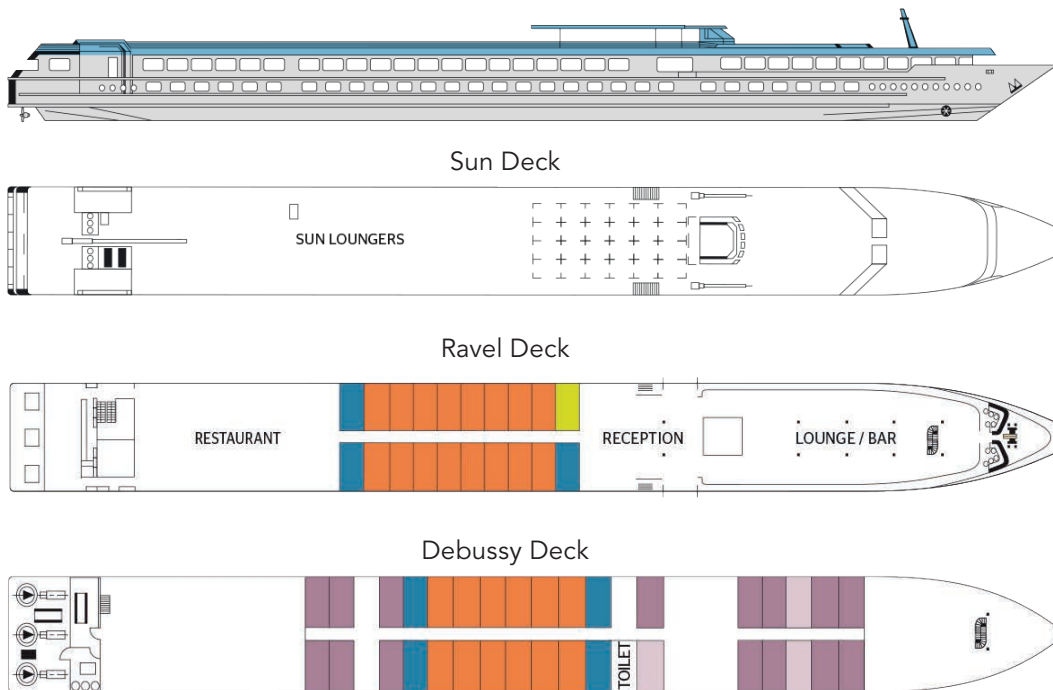 Sun Deck
SUN LOUNGERS
Ravel Deck
RESTAURANT
RECEPTION
LOUNGE / BAR
Debussy Deck
TOILET